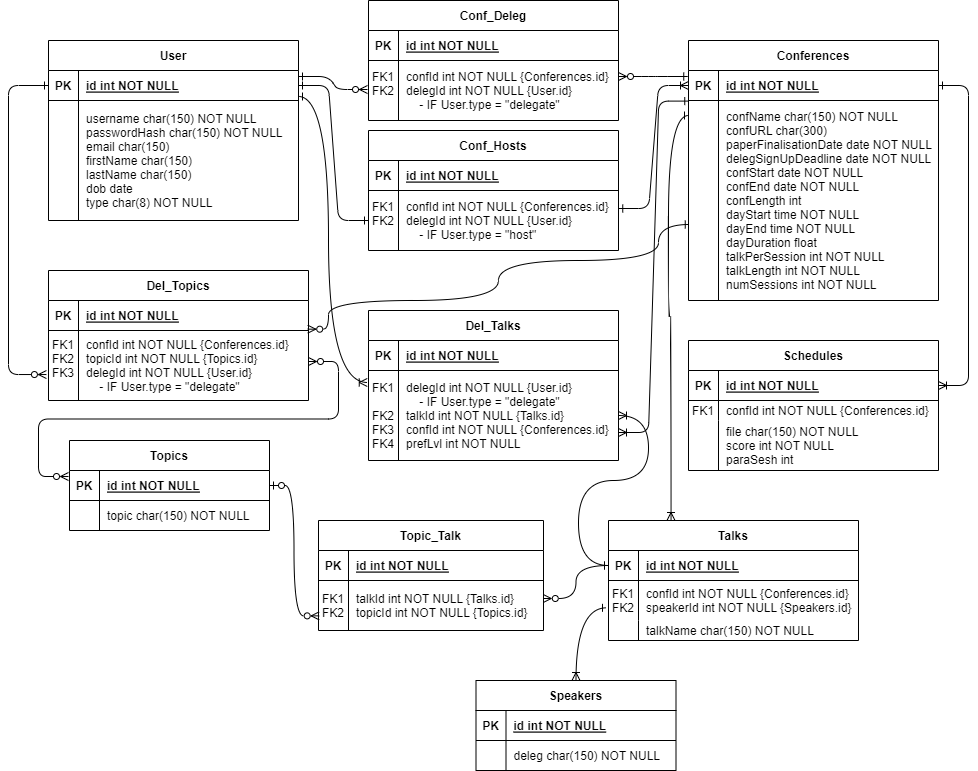 Conf_Deleg
PK id int NOT NULL
FK1 confId int NOT NULL {Conferences.id}
FK2 delegId int NOT NULL {User.id}
- IF User.type = "delegate"
User
PK id int NOT NULL
username char(150) NOT NULL
passwordHash char(150) NOT NULL
email char(150)
firstName char(150)
lastName char(150)
dob date
type char(8) NOT NULL
Conferences
PK id int NOT NULL
confName char(150) NOT NULL
confURL char(300)
paperFinalisationDate date NOT NULL
delegSignUpDeadline date NOT NULL
confStart date NOT NULL
confEnd date NOT NULL
confLength int
dayStart time NOT NULL
dayEnd time NOT NULL
dayDuration float
talkPerSession int NOT NULL
talkLength int NOT NULL
numSessions int NOT NULL
Conf_Hosts
PK id int NOT NULL
FK1 confId int NOT NULL {Conferences.id}
FK2 delegId int NOT NULL {User.id}
- IF User.type = "host"
Del_Topics
PK id int NOT NULL
FK1 confId int NOT NULL {Conferences.id}
FK2 topicId int NOT NULL {Topics.id}
FK3 delegId int NOT NULL {User.id}
- IF User.type = "delegate"
Del_Talks
PK id int NOT NULL
FK1 delegId int NOT NULL {User.id}
- IF User.type = "delegate"
FK2 talkId int NOT NULL {Talks.id}
FK3 confId int NOT NULL {Conferences.id}
FK4 prefLvl int NOT NULL
Schedules
PK id int NOT NULL
FK1 confId int NOT NULL {Conferences.id}
file char(150) NOT NULL
score int NOT NULL
paraSesh int
Topics
PK id int NOT NULL
topic char(150) NOT NULL
Topic_Talk
PK id int NOT NULL
FK1 talkId int NOT NULL {Talks.id}
FK2 topicId int NOT NULL {Topics.id}
Talks
PK id int NOT NULL
FK1 confId int NOT NULL {Conferences.id}
FK2 speakerId int NOT NULL {Speakers.id}
talkName char(150) NOT NULL
Speakers
PK id int NOT NULL
deleg char(150) NOT NULL